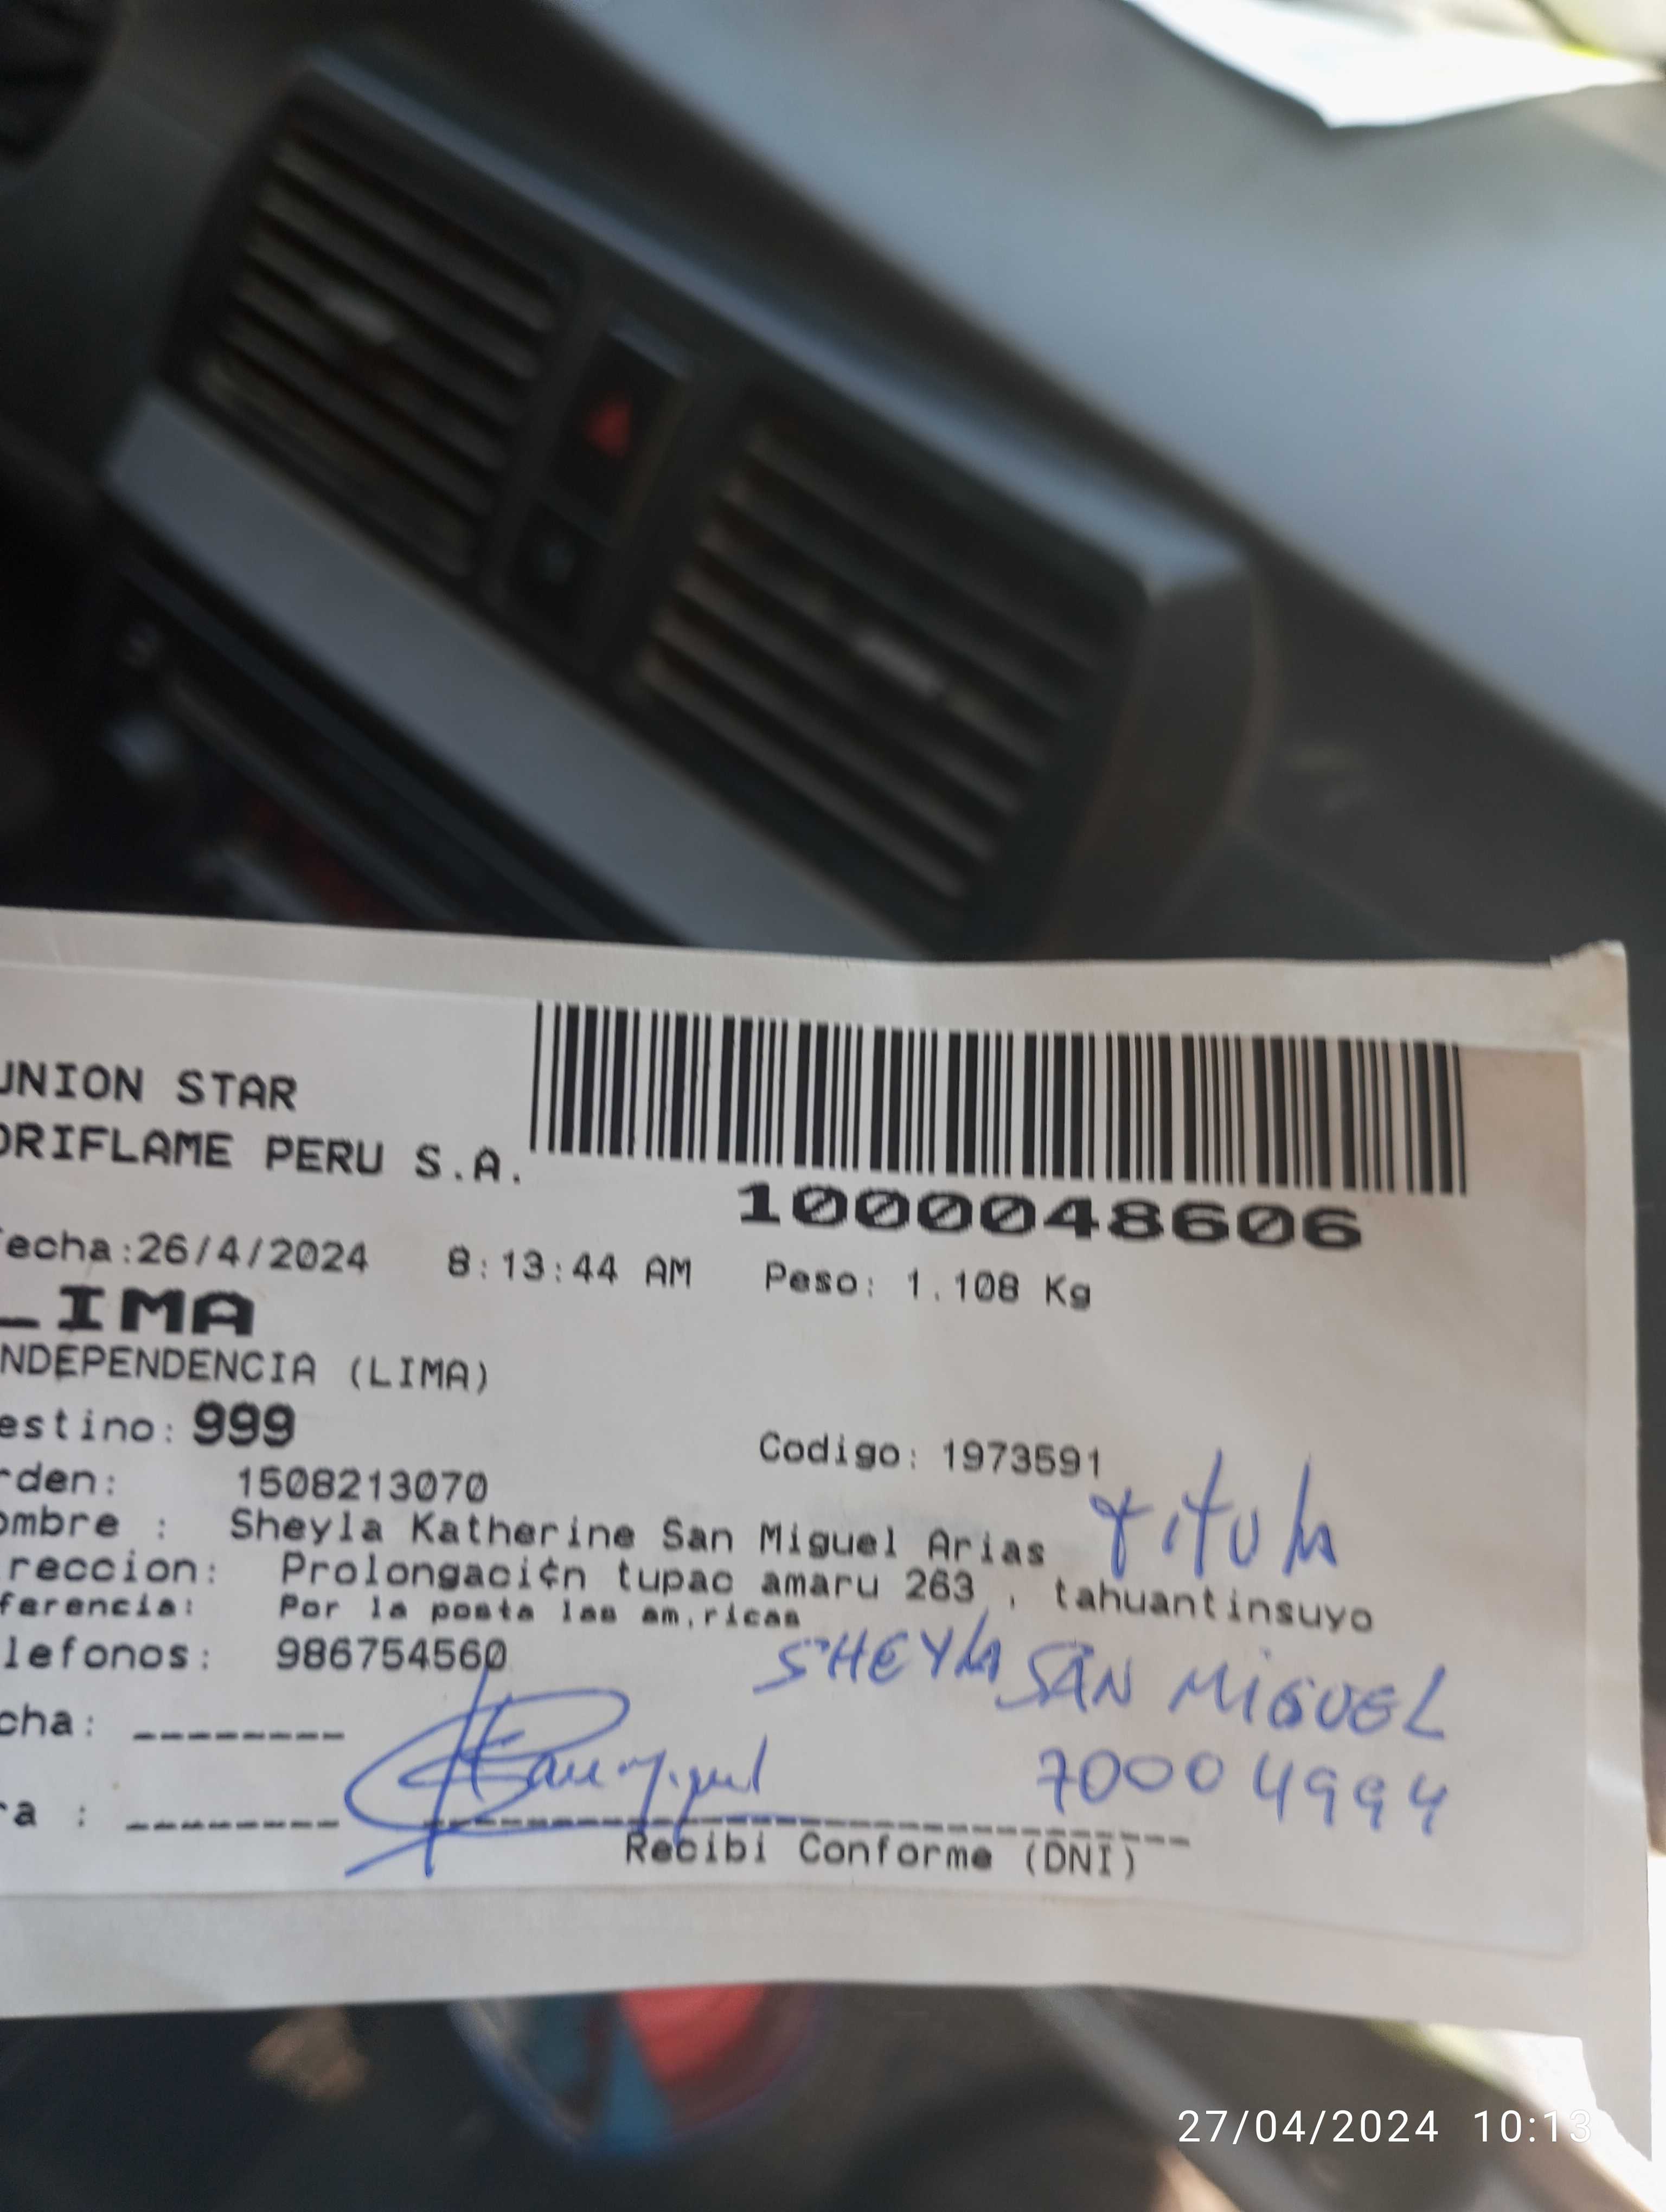 UNION STAR
ORIFLAME PERU S.A.
1000048606
fecha:26/4/2024 8:13:44 AM Peso: 1.108 Kg
LIMA
NDEPENDENCIA (LIMA)
estino: 999
Codigo: 1973591
rden: 1508213070
ombre : Sheyla Katherine San Miguel Arias
reccion: Prolongaci¢n tupac amaru 263 , tahuantinsuyo
ferencia: Por la posta las am,ricas
lefonos: 986754560
SHEYLA SAN MIGUEL
cha: --------
70004994
ra : --------
Recibi Conforme (DNI)
27/04/2024 10:13